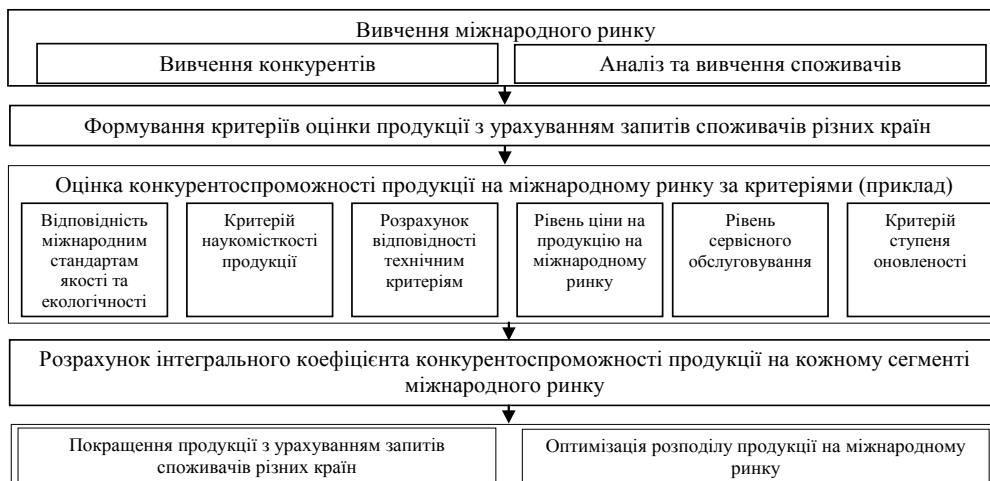 Вивчення міжнародного ринку
Вивчення конкурентів
Аналіз та вивчення споживачів
Формування критеріїв оцінки продукції з урахуванням запитів споживачів різних країн
Оцінка конкурентоспроможності продукції на міжнародному ринку за критеріями (приклад)
Відповідність
міжнародним
стандартам
якості та
екологічності
Критерій
наукомісткості
продукції
Розрахунок
відповідності
технічним
критеріям
Рівень ціни на
продукцію на
міжнародному
ринку
Рівень
сервісного
обслуговування
Критерій
ступеня
оновленості
Розрахунок інтегрального коефіцієнта конкурентоспроможності продукції на кожному сегменті
міжнародного ринку
Покращення продукції з урахуванням запитів
споживачів різних країн
Оптимізація розподілу продукції на міжнародному
ринку